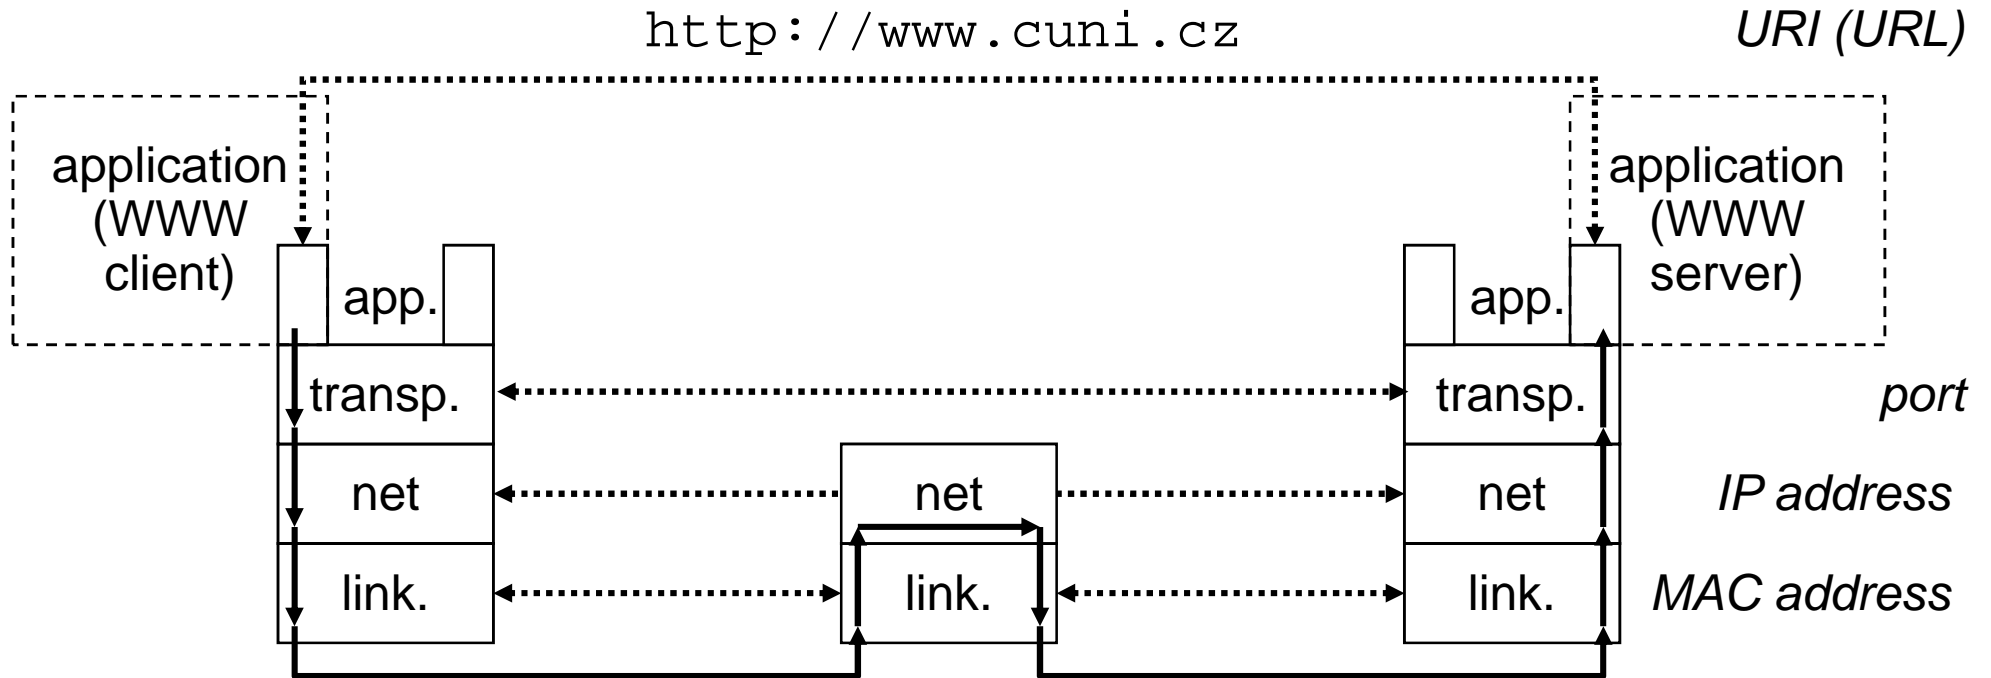 http://www.cuni.cz
URI (URL)
application
(WWW
client)
application
(WWW
server)
app.
app.
transp.
transp.
port
net
net
net
IP address
link.
link.
link.
MAC address